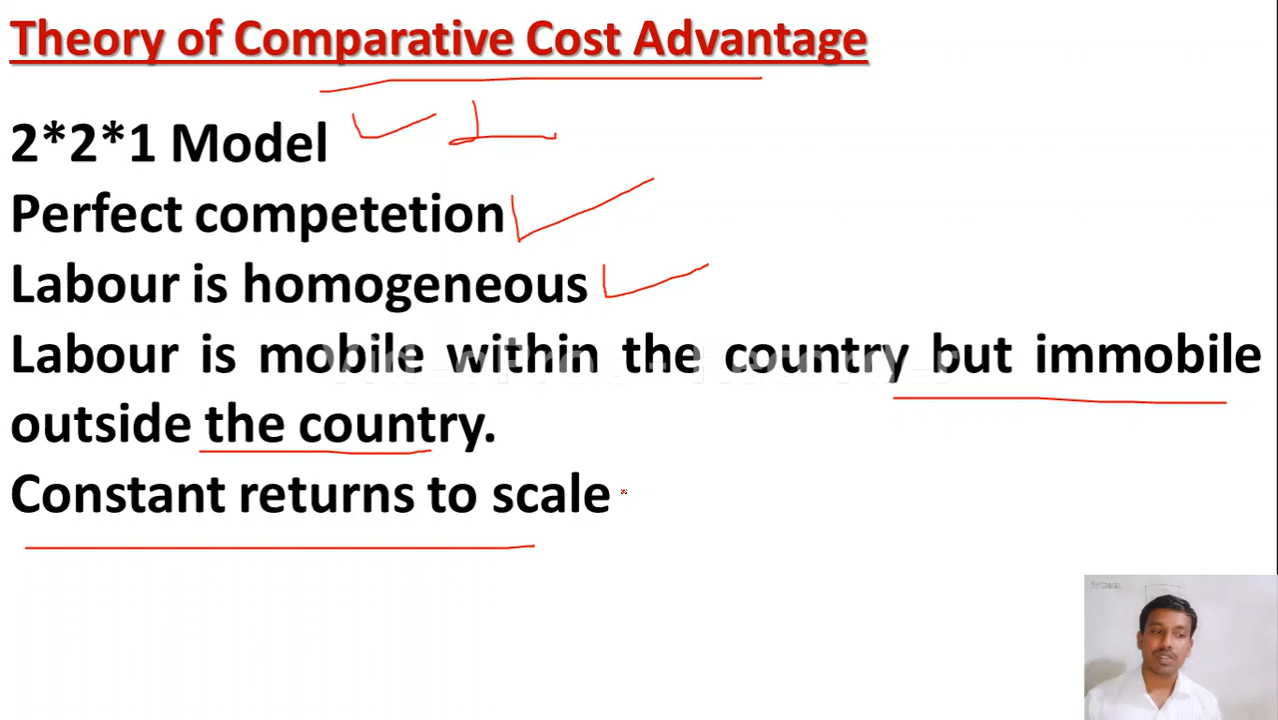 Theory of Comparative Cost Advantage
2*2*1 Model
Perfect competetion
Labour is homogeneous
Labour is mobile within the country but immobile
outside the country.
Constant returns to scale